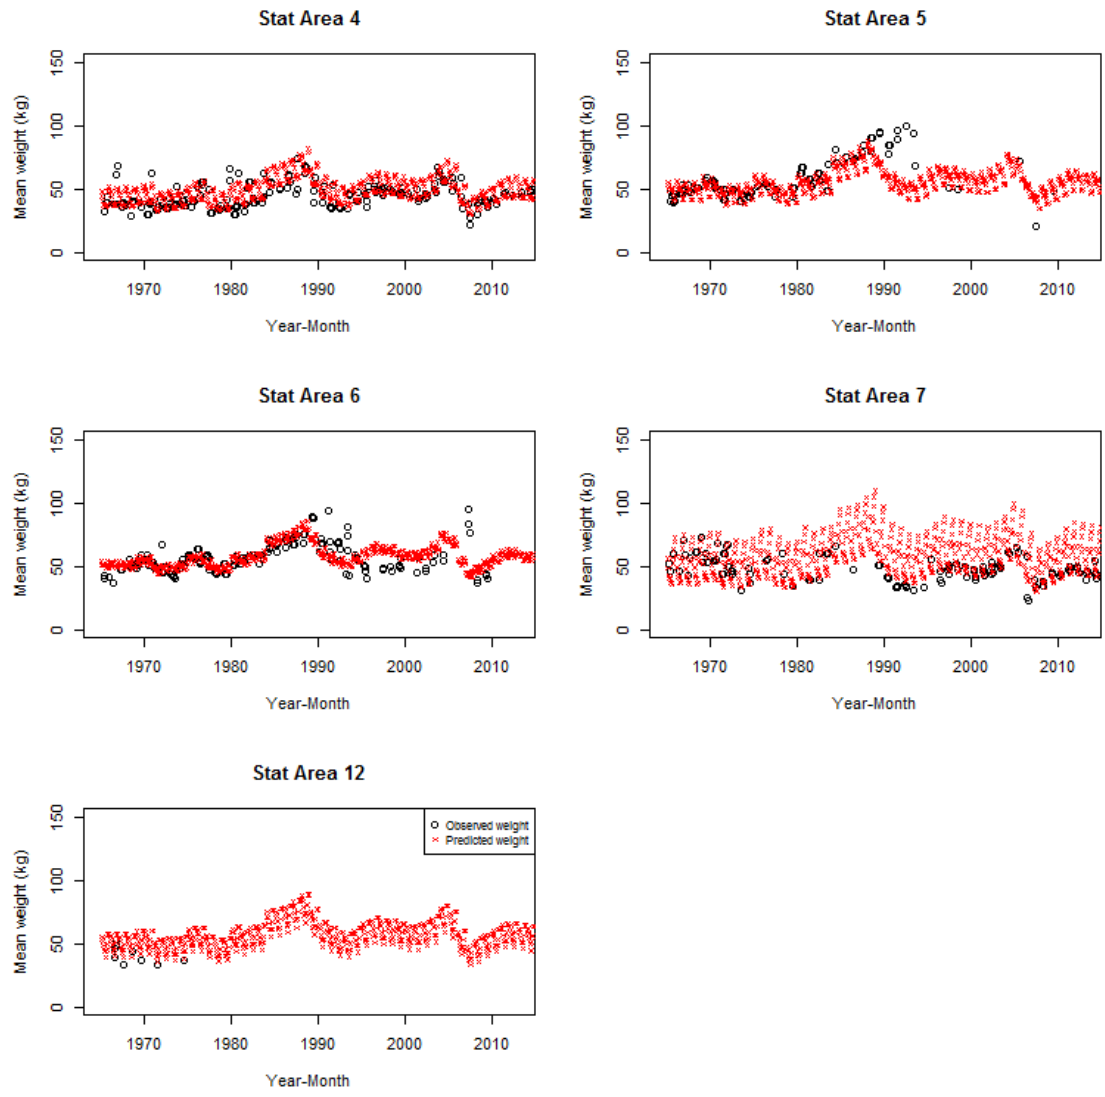 Stat Area 4
Mean weight (kg)
150
100
50
0
1970 1980 1990 2000 2010
Year-Month
Stat Area 5
Mean weight (kg)
150
100
50
0
1970 1980 1990 2000 2010
Year-Month
Stat Area 6
Mean weight (kg)
150
100
50
0
1970 1980 1990 2000 2010
Year-Month
Stat Area 7
Mean weight (kg)
150
100
50
0
1970 1980 1990 2000 2010
Year-Month
Stat Area 12
Mean weight (kg)
150
100
50
0
Observed weight
Predicted weight
1970 1980 1990 2000 2010
Year-Month